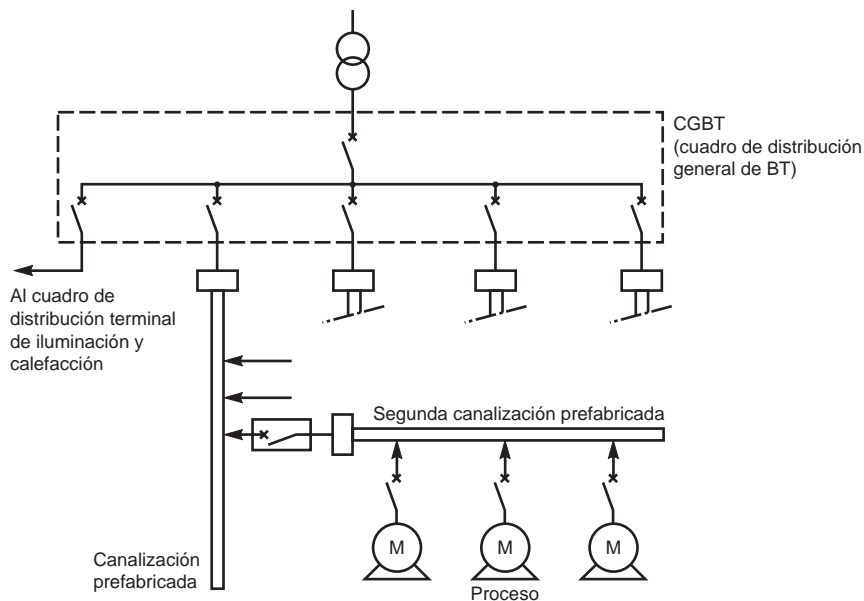 CGBT
(cuadro de distribución
general de BT)
Al cuadro de
distribución terminal
de iluminación y
calefacción
Segunda canalización prefabricada
M
M
M
Canalización
prefabricada
Proceso